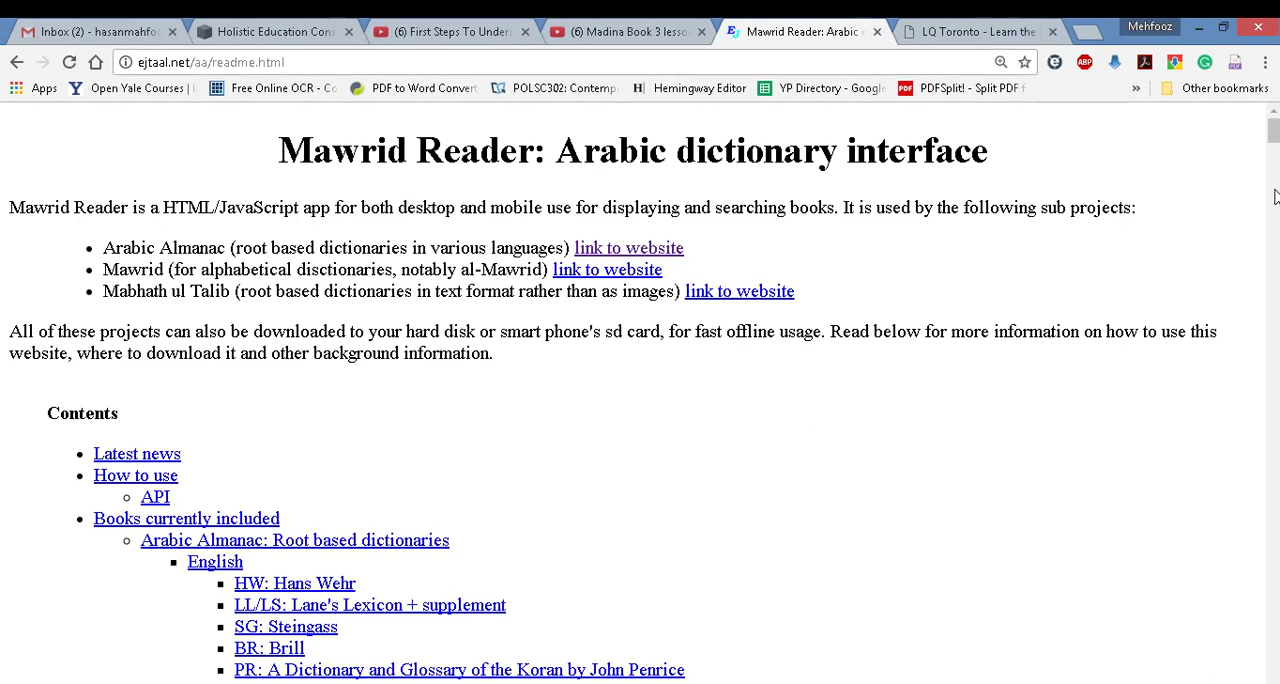 Inbox (2) - hasanmahfo
Holistic Education Cons
(6) First Steps To Under
(6) Madina Book 3 lesso
Mawrid Reader: Arabic
LQ Toronto - Learn the
Mehfooz
ejtaal.net/aa/readme.html
ABP
Apps
Open Yale Courses |
Free Online OCR - Co
PDF to Word Convert
POLSC302: Contemp
Hemingway Editor
YP Directory - Google
PDFSplit! - Split PDF f
Other bookmarks
Mawrid Reader: Arabic dictionary interface
Mawrid Reader is a HTML/JavaScript app for both desktop and mobile use for displaying and searching books. It is used by the following sub projects:
• Arabic Almanac (root based dictionaries in various languages) link to website
• Mawrid (for alphabetical disctionaries, notably al-Mawrid) link to website
• Mabhath ul Talib (root based dictionaries in text format rather than as images) link to website
All of these projects can also be downloaded to your hard disk or smart phone's sd card, for fast offline usage. Read below for more information on how to use this
website, where to download it and other background information.
Contents
• Latest news
• How to use
◦ API
• Books currently included
◦ Arabic Almanac: Root based dictionaries
▪ English
▪ HW: Hans Wehr
▪ LL/LS: Lane's Lexicon + supplement
▪ SG: Steingass
▪ BR: Brill
▪ PR: A Dictionary and Glossary of the Koran by John Penrice